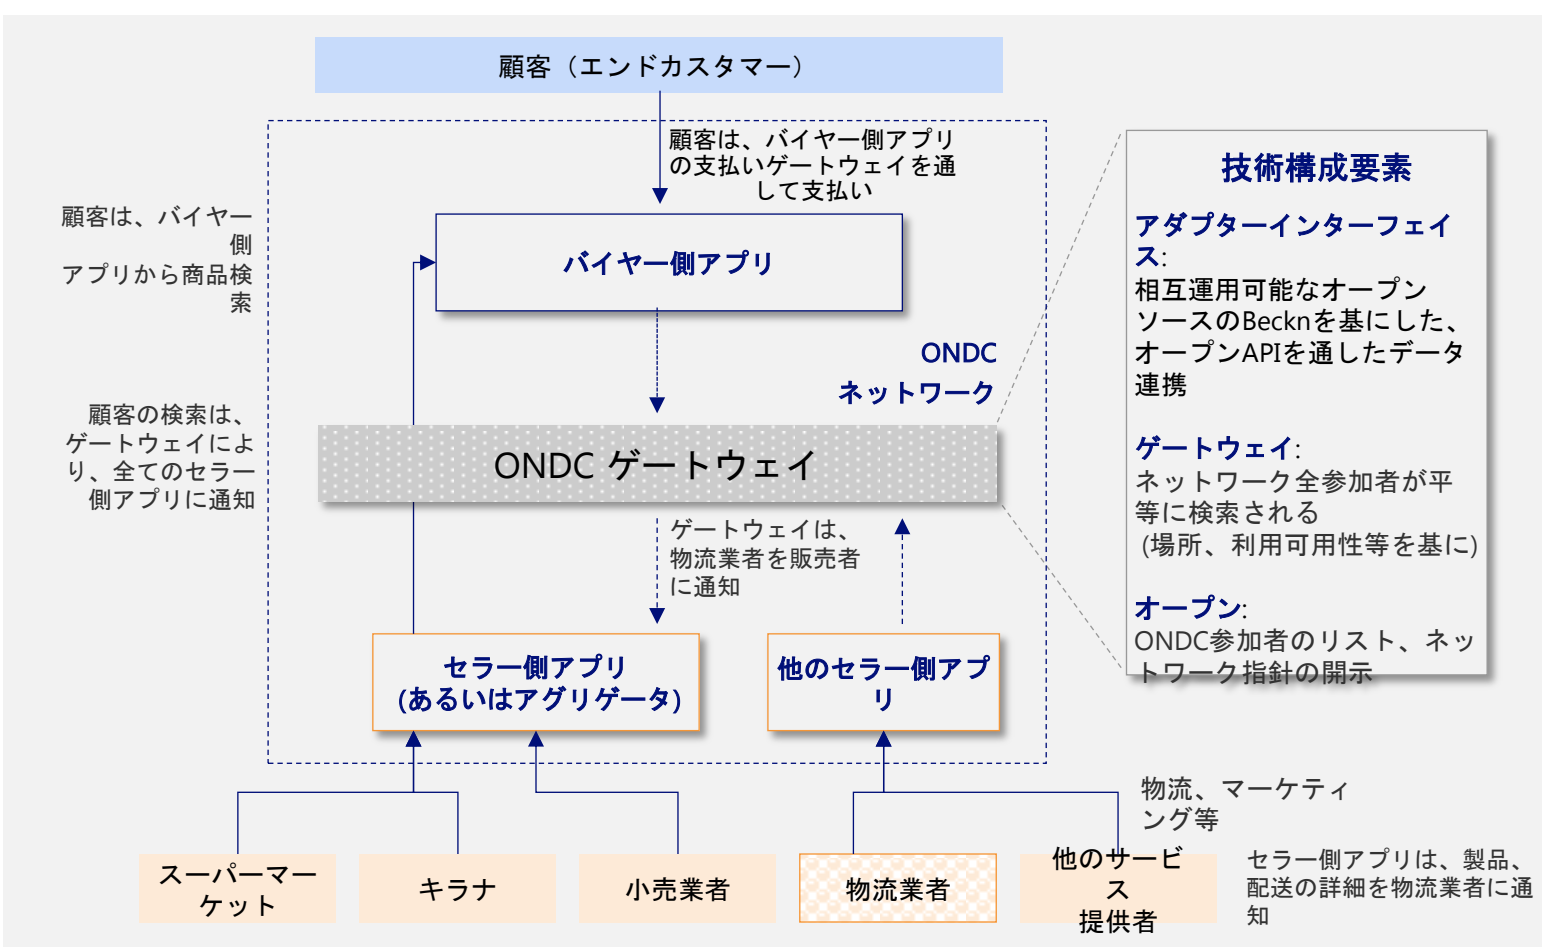 顧客（エンドカスタマー）
顧客は、バイヤー側アプリ
の支払いゲートウェイを通
して支払い
顧客は、バイヤー
側
アプリから商品検
索
バイヤー側アプリ
ONDC
ネットワーク
顧客の検索は、
ゲートウェイによ
り、全てのセラー
側アプリに通知
ONDC ゲートウェイ
ゲートウェイは、
物流業者を販売者
に通知
セラー側アプリ
(あるいはアグリゲータ)
他のセラー側アプ
リ
技術構成要素
アダプターインターフェイ
ス:
相互運用可能なオープン
ソースのBecknを基にした、
オープンAPIを通したデータ
連携
ゲートウェイ:
ネットワーク全参加者が平
等に検索される
(場所、利用可用性等を基に)
オープン:
ONDC参加者のリスト、ネッ
トワーク指針の開示
物流、マーケティ
ング等
スーパーマー
ケット
キラナ
小売業者
物流業者
他のサービ
ス
提供者
セラー側アプリは、製品、
配送の詳細を物流業者に通
知